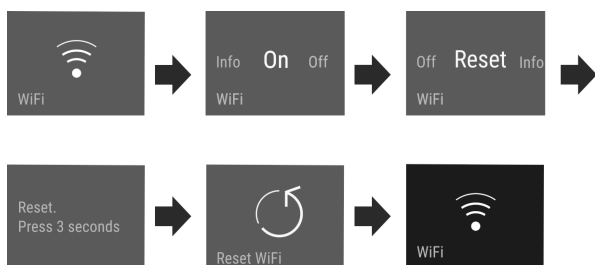 WiFi
Info On Off
WiFi
Off Reset Info
WiFi
Reset.
Press 3 seconds
Reset WiFi
WiFi